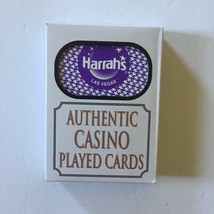 Harrah's
LAS VEGAS
AUTHENTIC
CASINO
PLAYED CARDS